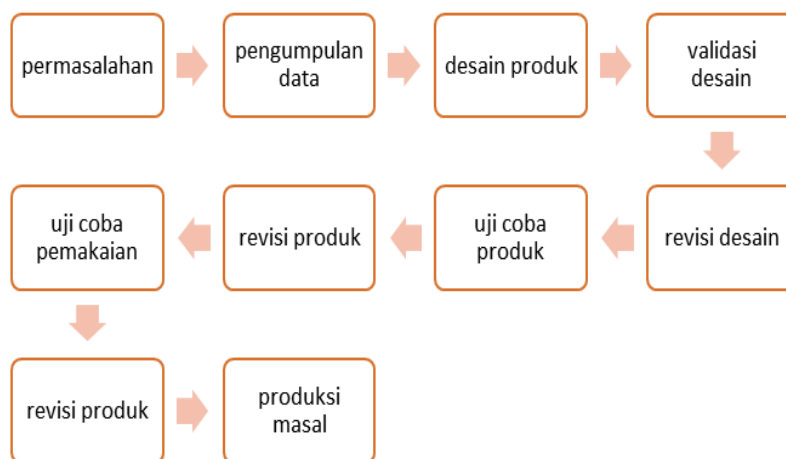 permasalahan
pengumpulan
data
desain produk
validasi
desain
revisi desain
uji coba
produk
revisi produk
uji coba
pemakaian
revisi produk
produksi
masal